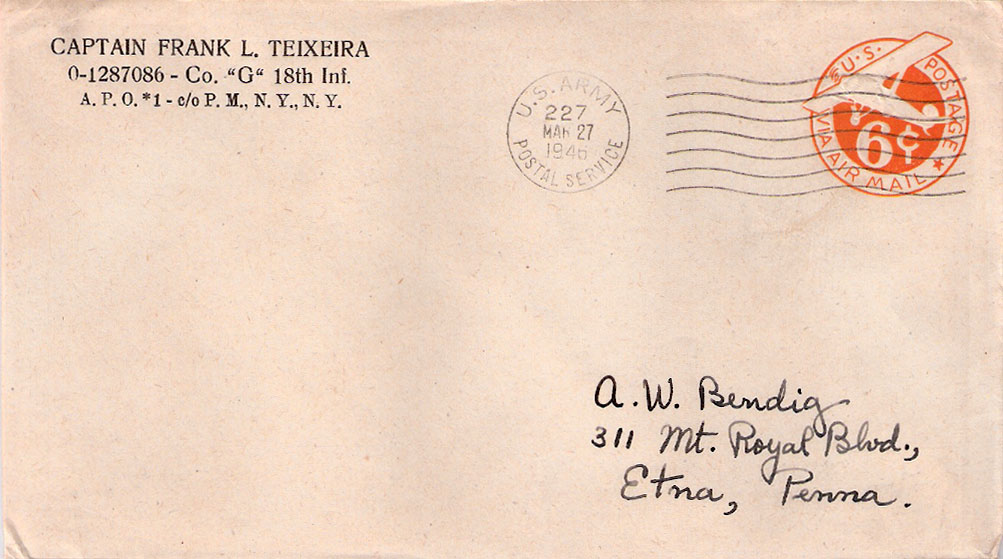 CAPTAIN FRANK L. TEIXEIRA
0-1287086 - Co. "G" 18th Inf.
A. P. O. *1 - c/o P. M., N. Y., N. Y.
U.S. ARMY
227
MAR 27
1946
POSTAL SERVICE
U.S. POSTAGE
6¢
VIA AIR MAIL
A. W. Bendig
311 Mt. Royal Blvd.,
Etna, Penna.